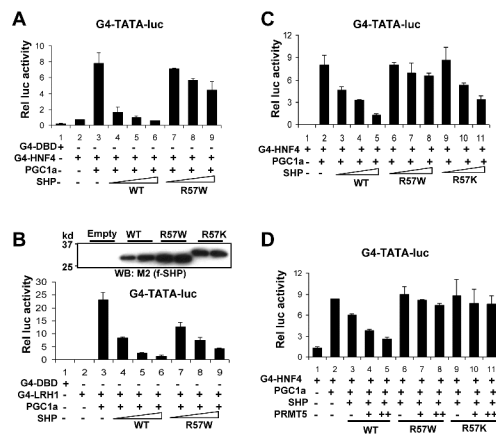 A
G4-TATA-luc
Rel luc activity
10
8
6
4
2
0
1 2 3 4 5 6 7 8 9
G4-DBD + - - - - - - - -
G4-HNF4 - + + + + + + + +
PGC1a - - + + + + + + +
SHP - - -
WT R57W
B
Empty WT R57W R57K
kd
37
25
WB: M2 (f-SHP)
G4-TATA-luc
Rel luc activity
30
25
20
15
10
5
0
1 2 3 4 5 6 7 8 9
G4-DBD + - - - - - - - -
G4-LRH1 - + + + + + + + +
PGC1a - - + + + + + + +
SHP - - -
WT R57W
C
G4-TATA-luc
Rel luc activity
12
9
6
3
0
1 2 3 4 5 6 7 8 9 10 11
G4-HNF4 + + + + + + + + + + +
PGC1a - + + + + + + + + + +
SHP - -
WT R57W R57K
D
G4-TATA-luc
Rel luc activity
12
10
8
6
4
2
0
1 2 3 4 5 6 7 8 9 10 11
G4-HNF4 + + + + + + + + + + +
PGC1a - + + + + + + + + + +
SHP - - + + + + + + + + +
PRMT5 - - - + ++ - + ++ - + ++
WT R57W R57K